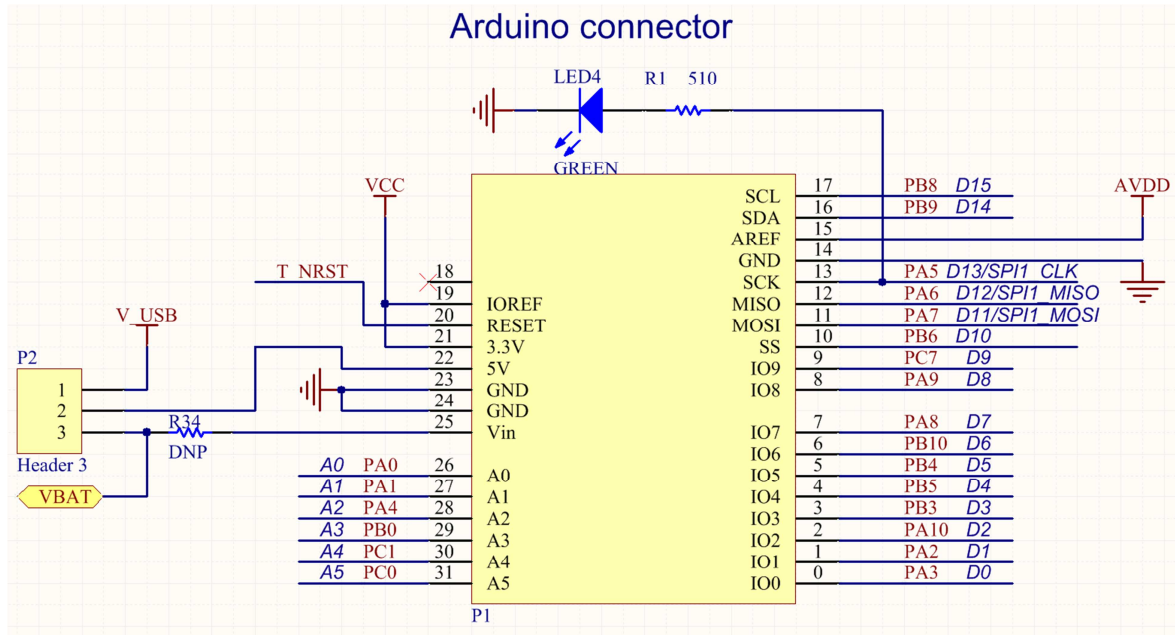 Arduino connector
LED4 R1 510
GREEN
VCC
AVDD
T_NRST
V_USB
P2
1
2
3
Header 3
R34
DNP
VBAT
18
19 IOREF
20 RESET
21 3.3V
22 5V
23 GND
24 GND
25 Vin
A0 PA0 26 A0
A1 PA1 27 A1
A2 PA4 28 A2
A3 PB0 29 A3
A4 PC1 30 A4
A5 PC0 31 A5
SCL 17 PB8 D15
SDA 16 PB9 D14
AREF 15
GND 14
SCK 13 PA5 D13/SPI1_CLK
MISO 12 PA6 D12/SPI1_MISO
MOSI 11 PA7 D11/SPI1_MOSI
SS 10 PB6 D10
IO9 9 PC7 D9
IO8 8 PA9 D8
IO7 7 PA8 D7
IO6 6 PB10 D6
IO5 5 PB4 D5
IO4 4 PB5 D4
IO3 3 PB3 D3
IO2 2 PA10 D2
IO1 1 PA2 D1
IO0 0 PA3 D0
P1